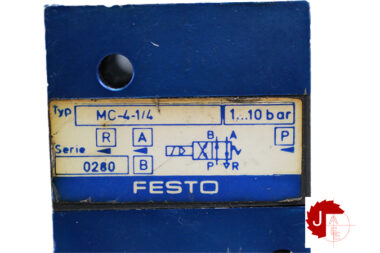 Typ MC-4-1/4 1...10 bar
R A B A P
Serie
0280 B P R
FESTO